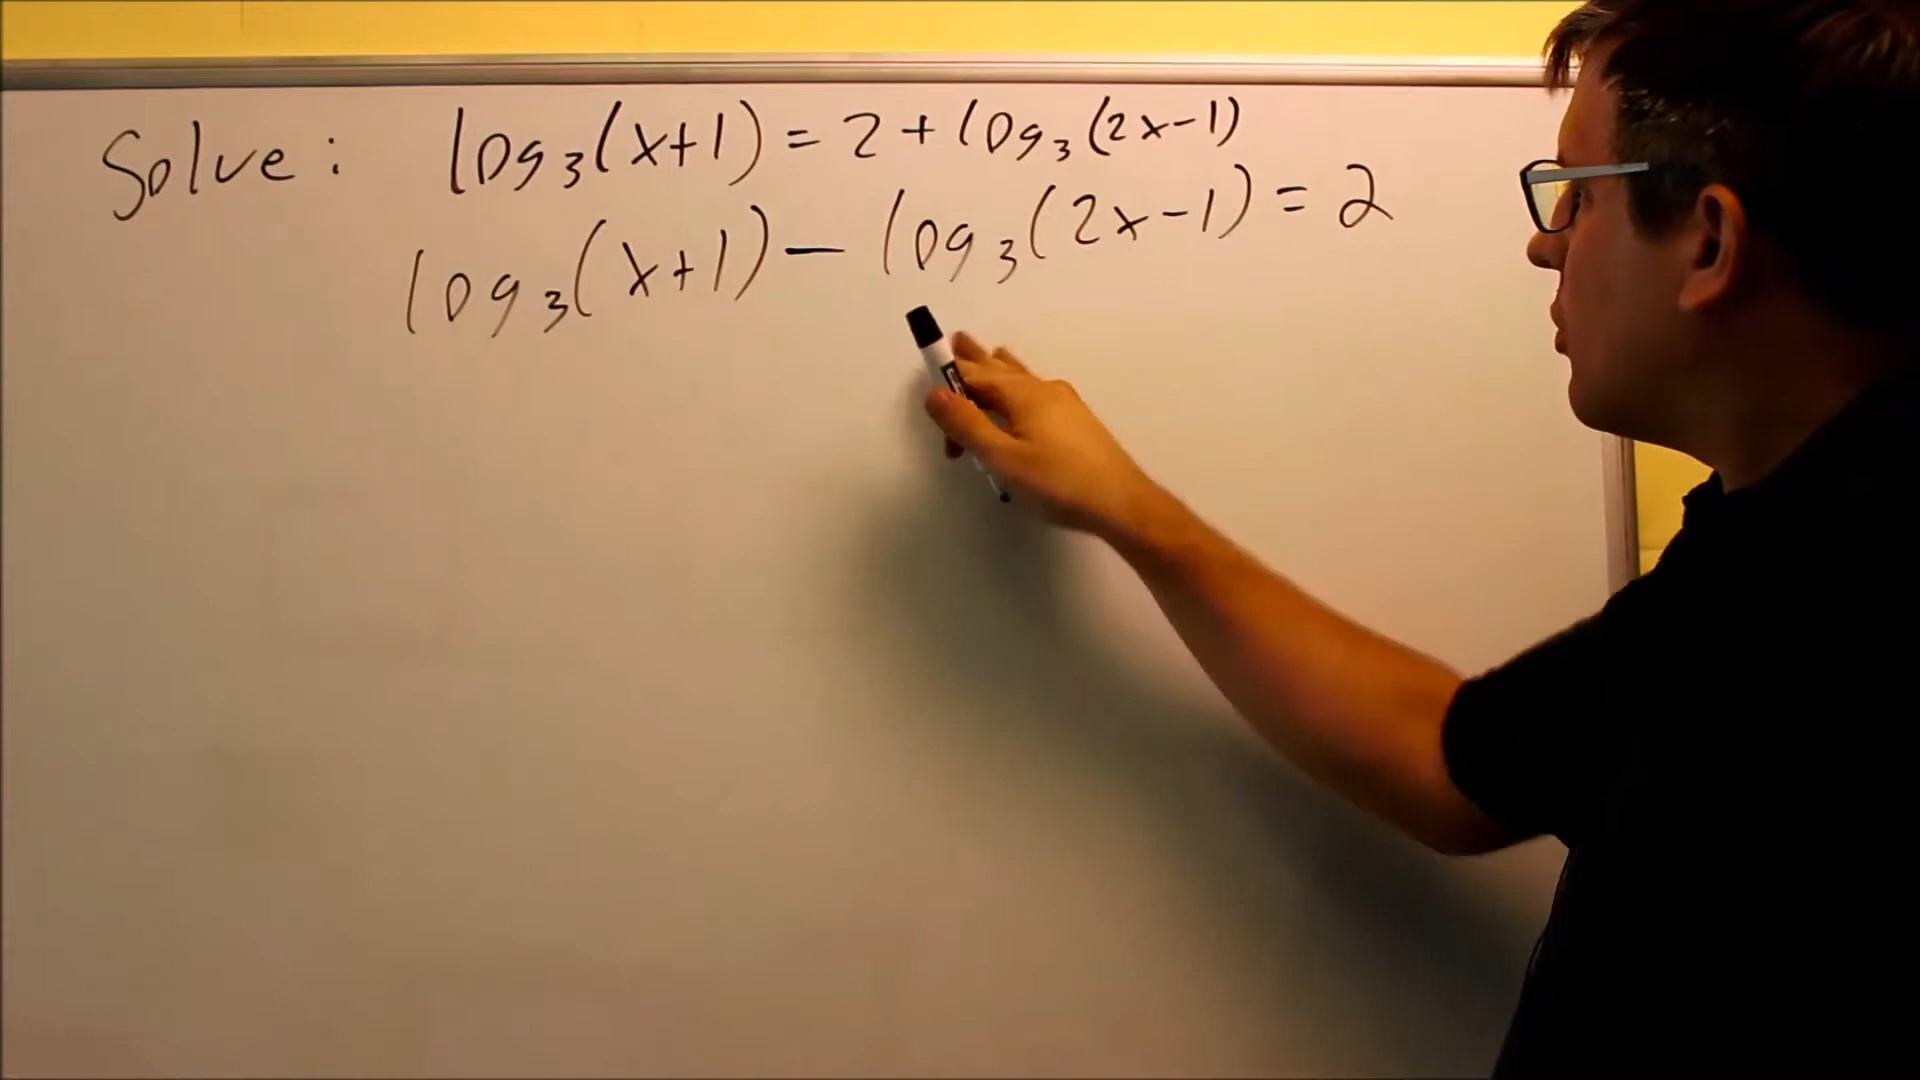 Solve: log₃(x+1) = 2 + log₃(2x-1)
log₃(x+1) - log₃(2x-1) = 2